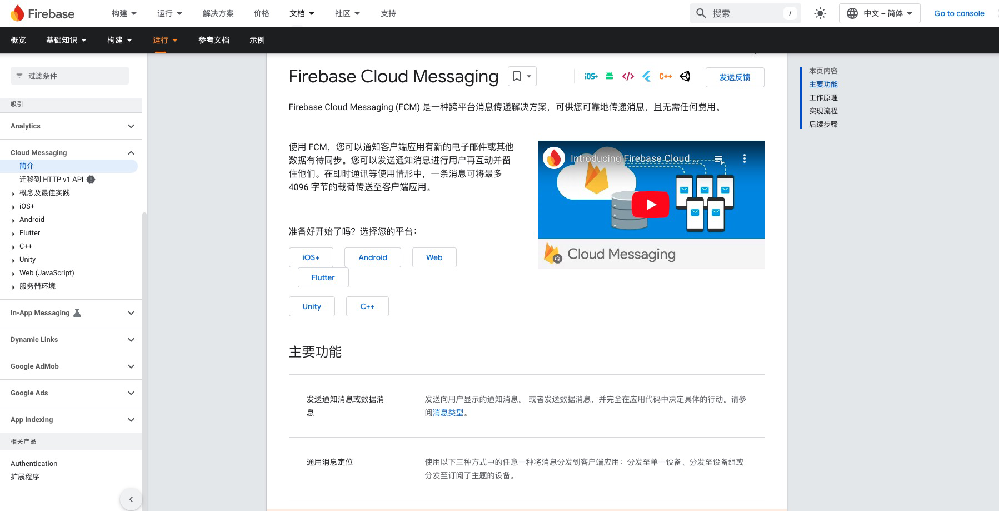 Firebase
构建
运行
解决方案
价格
文档
社区
支持
搜索
/
中文 – 简体
Go to console
概览
基础知识
构建
运行
参考文档
示例
过滤条件
吸引
Analytics
Cloud Messaging
简介
迁移到 HTTP v1 API
概念及最佳实践
iOS+
Android
Flutter
C++
Unity
Web (JavaScript)
服务器环境
In-App Messaging
Dynamic Links
Google AdMob
Google Ads
App Indexing
相关产品
Authentication
扩展程序
Firebase Cloud Messaging
iOS+
</>
C++
发送反馈
Firebase Cloud Messaging (FCM) 是一种跨平台消息传递解决方案，可供您可靠地传递消息，且无需任何费用。
使用 FCM，您可以通知客户端应用有新的电子邮件或其他
数据有待同步。您可以发送通知消息进行用户再互动并留
住他们。在即时通讯等使用情形中，一条消息可将最多
4096 字节的载荷传送至客户端应用。
Introducing Firebase Cloud ...
Cloud Messaging
准备好开始了吗？选择您的平台：
iOS+
Android
Web
Flutter
Unity
C++
主要功能
发送通知消息或数据消
息
发送向用户显示的通知消息。 或者发送数据消息，并完全在应用代码中决定具体的行动。请参
阅消息类型。
通用消息定位
使用以下三种方式中的任意一种将消息分发到客户端应用：分发至单一设备、分发至设备组或
分发至订阅了主题的设备。
本页内容
主要功能
工作原理
实现流程
后续步骤